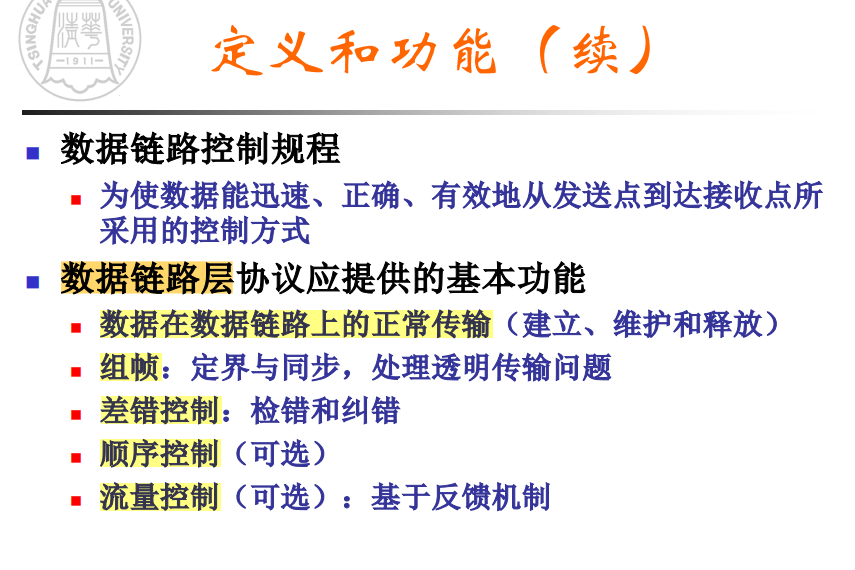 TSINGHUA UNIVERSITY
清華
1911
定义和功能（续）
数据链路控制规程
为使数据能迅速、正确、有效地从发送点到达接收点所
采用的控制方式
数据链路层协议应提供的基本功能
数据在数据链路上的正常传输（建立、维护和释放）
组帧：定界与同步，处理透明传输问题
差错控制：检错和纠错
顺序控制（可选）
流量控制（可选）：基于反馈机制